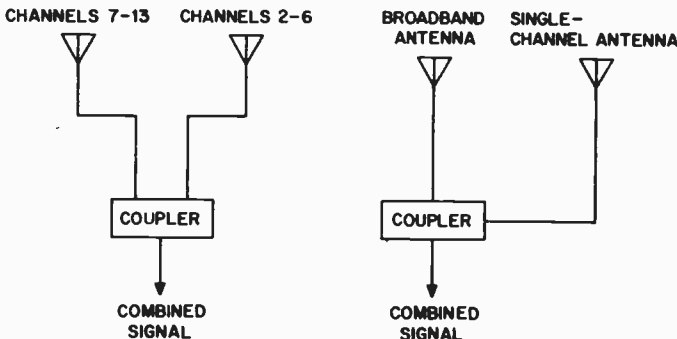 CHANNELS 7-13
CHANNELS 2-6
COUPLER
COMBINED
SIGNAL
BROADBAND
ANTENNA
SINGLE-
CHANNEL ANTENNA
COUPLER
COMBINED
SIGNAL